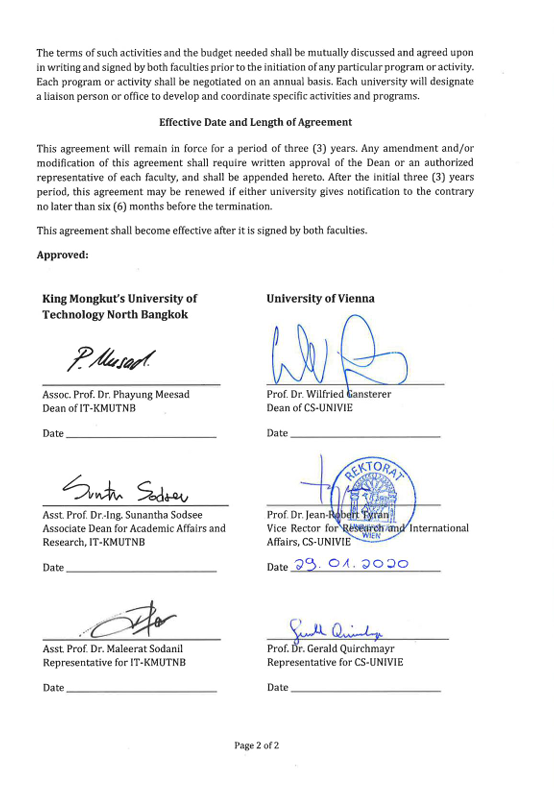 The terms of such activities and the budget needed shall be mutually discussed and agreed upon
in writing and signed by both faculties prior to the initiation of any particular program or activity.
Each program or activity shall be negotiated on an annual basis. Each university will designate
a liaison person or office to develop and coordinate specific activities and programs.
Effective Date and Length of Agreement
This agreement will remain in force for a period of three (3) years. Any amendment and/or
modification of this agreement shall require written approval of the Dean or an authorized
representative of each faculty, and shall be appended hereto. After the initial three (3) years
period, this agreement may be renewed if either university gives notification to the contrary
no later than six (6) months before the termination.
This agreement shall become effective after it is signed by both faculties.
Approved:
King Mongkut's University of
Technology North Bangkok
P. Meesad.
Assoc. Prof. Dr. Phayung Meesad
Dean of IT-KMUTNB
Date
Sunantha Sodsee
Asst. Prof. Dr.-Ing. Sunantha Sodsee
Associate Dean for Academic Affairs and
Research, IT-KMUTNB
Date
Asst. Prof. Dr. Maleerat Sodanil
Representative for IT-KMUTNB
Date
University of Vienna
Prof. Dr. Wilfried Gansterer
Dean of CS-UNIVIE
Date
REKTORAT
WIEN
Prof. Dr. Jean-Robert Tyran
Vice Rector for Research and International
Affairs, CS-UNIVIE
Date 29. 01. 2020
Gerald Quirchmayr
Prof. Dr. Gerald Quirchmayr
Representative for CS-UNIVIE
Date
Page 2 of 2